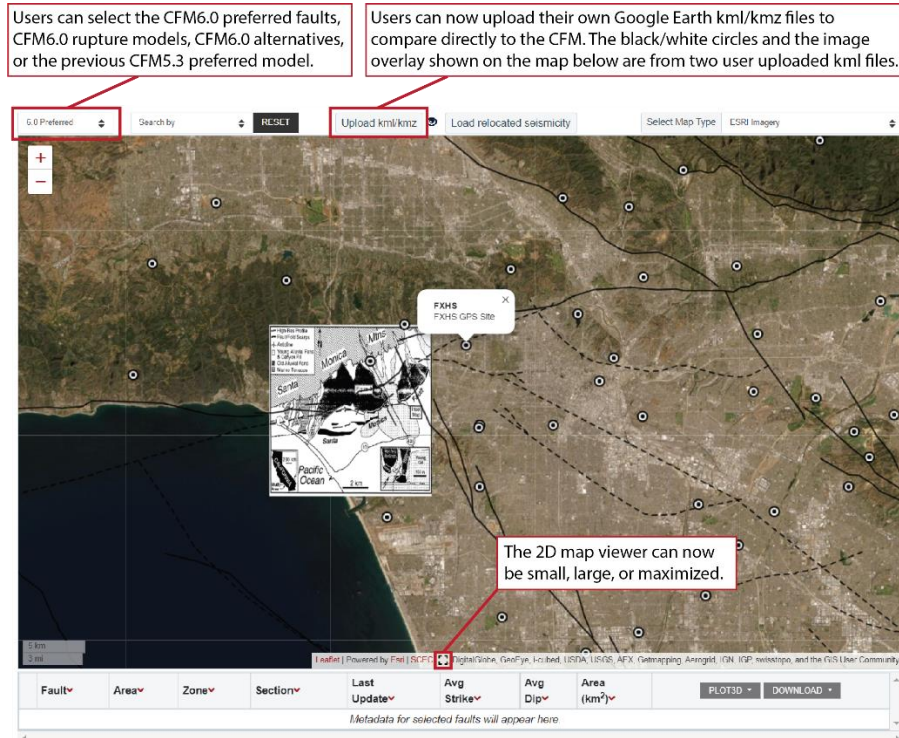 Users can select the CFM6.0 preferred faults,
CFM6.0 rupture models, CFM6.0 alternatives,
or the previous CFM5.3 preferred model.
Users can now upload their own Google Earth kml/kmz files to
compare directly to the CFM. The black/white circles and the image
overlay shown on the map below are from two user uploaded kml files.
6.0 Preferred
Search by
RESET
Upload kml/kmz
Load relocated seismicity
Select Map Type
ESRI Imagery
+
−
FXHS
FXHS GPS Site
×
Santa
Monica
Mtns
Santa
Pacific
Ocean
2 km
The 2D map viewer can now
be small, large, or maximized.
5 km
3 mi
Leaflet | Powered by Esri | SCEC DigitalGlobe, GeoEye, i-cubed, USDA, USGS, AEX, Getmapping, Aerogrid, IGN, IGP, swisstopo, and the GIS User Community
Fault
Area
Zone
Section
Last
Update
Avg
Strike
Avg
Dip
Area
(km²)
PLOT3D
DOWNLOAD
Metadata for selected faults will appear here.